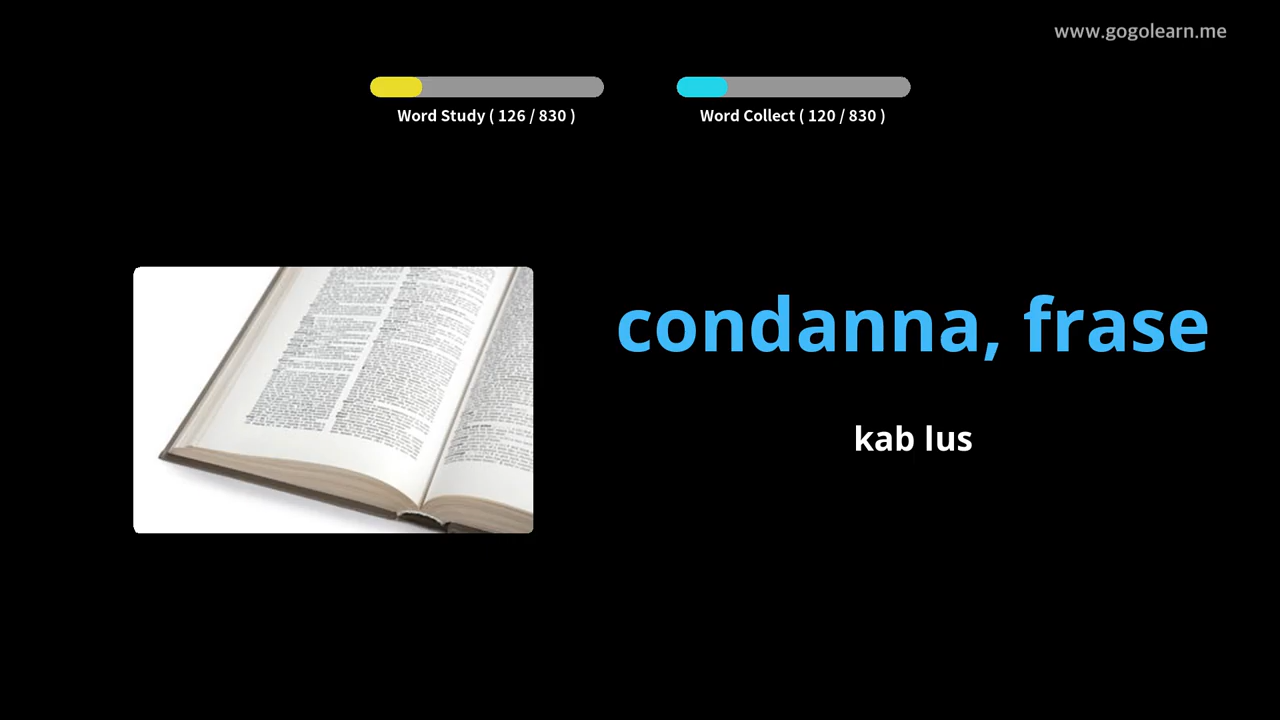 www.gogolearn.me
Word Study ( 126 / 830 )
Word Collect ( 120 / 830 )
condanna, frase
kab lus